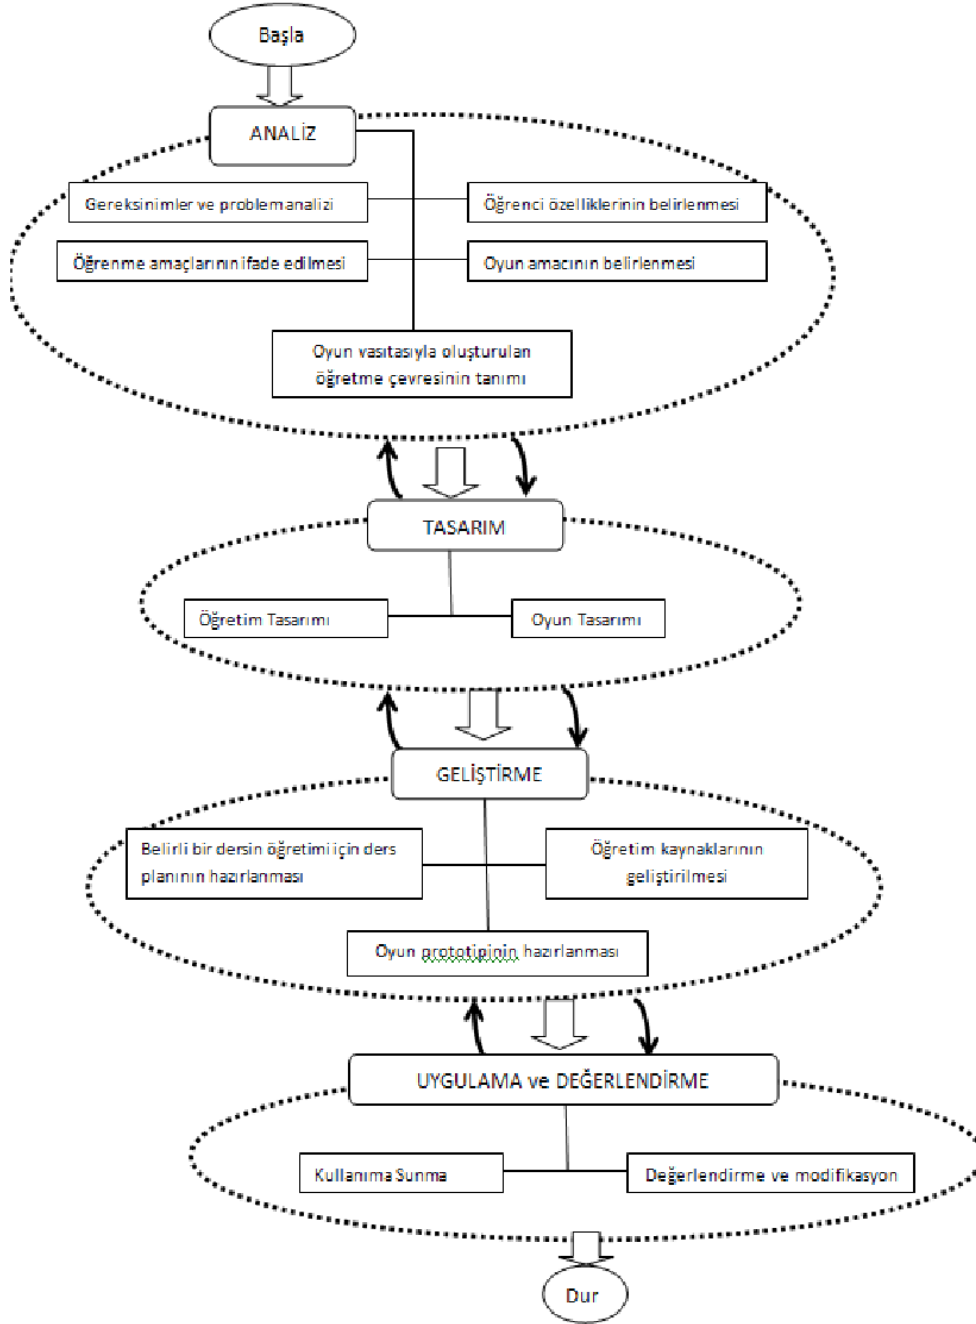 Başla
ANALİZ
Gereksinimler ve problem analizi
Öğrenci özelliklerinin belirlenmesi
Öğrenme amaçlarının ifade edilmesi
Oyun amacının belirlenmesi
Oyun vasıtasıyla oluşturulan
öğretme çevresinin tanımı
TASARIM
Öğretim Tasarımı
Oyun Tasarımı
GELİŞTİRME
Belirli bir dersin öğretimi için ders
planının hazırlanması
Öğretim kaynaklarının
geliştirilmesi
Oyun prototipinin hazırlanması
UYGULAMA ve DEĞERLENDİRME
Kullanıma Sunma
Değerlendirme ve modifikasyon
Dur